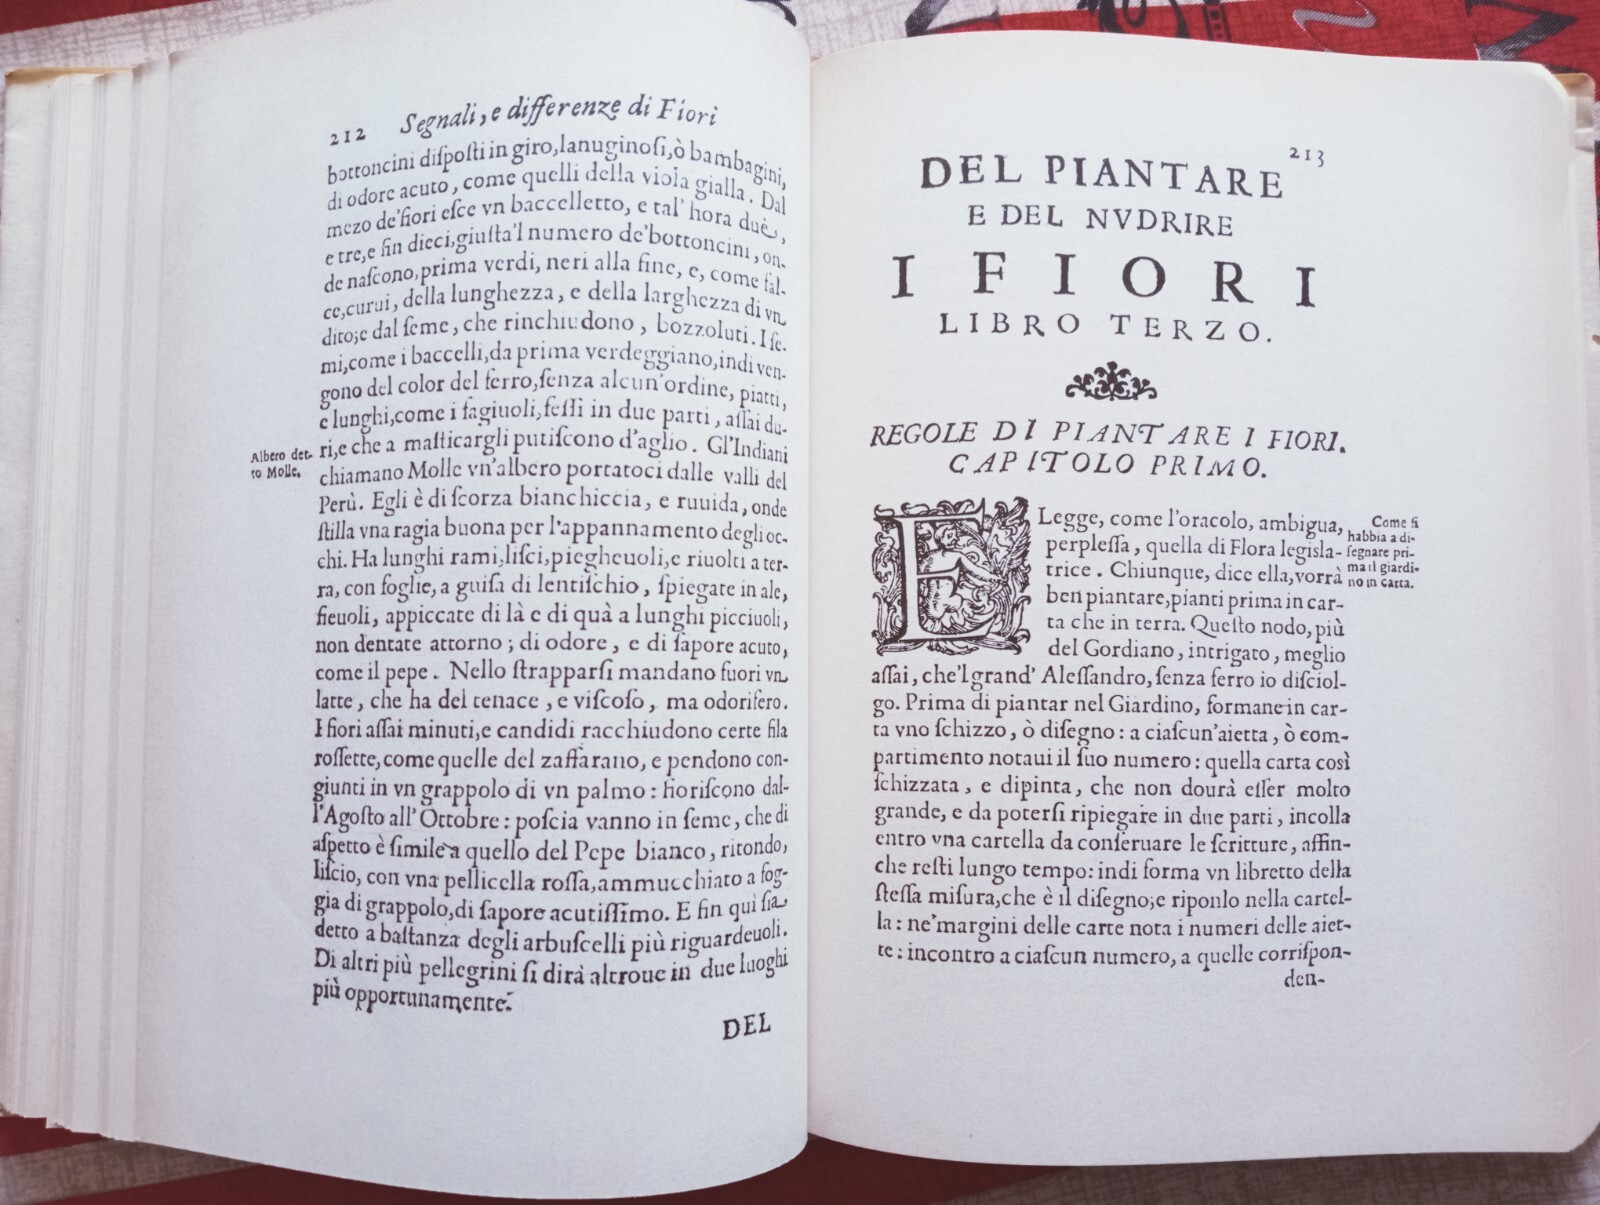 212 Segnali, e differenze di Fiori
bottoncini diſpoſti in giro, lanuginoſi, ò bambagini,
di odore acuto, come quelli della viola gialla. Dal
mezo de'fiori eſce vn baccelletto, e tal' hora duè,
e tre, e fin dieci, giuſta'l numero de'bottoncini, on-
de naſcono, prima verdi, neri alla fine, e, come fal-
ce, curui, della lunghezza, e della larghezza di vn
dito; e dal ſeme, che rinchiudono, bozzoluti. I ſe-
mi, come i baccelli, da prima verdeggiano, indi ven-
gono del color del ferro, ſenza alcun'ordine, piatti,
e lunghi, come i fagiuoli, feſſi in due parti, aſſai du-
ri, e che a maſticargli putiſcono d'aglio. Gl'Indiani
Albero det-
to Molle.
chiamano Molle vn'albero portatoci dalle valli del
Perù. Egli è di ſcorza bianchiccia, e ruuida, onde
ſtilla vna ragia buona per l'appannamento degli oc-
chi. Ha lunghi rami, liſci, piegheuoli, e riuolti a ter-
ra, con foglie, a guiſa di lentiſchio, ſpiegate in ale,
fieuoli, appiccate di là e di quà a lunghi picciuoli,
non dentate attorno; di odore, e di ſapore acuto,
come il pepe. Nello ſtrapparſi mandano fuori vn
latte, che ha del tenace, e viſcoſo, ma odorifero.
I fiori aſſai minuti, e candidi racchiudono certe fila
roſſette, come quelle del zaffarano, e pendono con-
giunti in vn grappolo di vn palmo: fioriſcono dal-
l'Agoſto all'Ottobre: poſcia vanno in ſeme, che di
aſpetto è ſimile a quello del Pepe bianco, ritondo,
liſcio, con vna pellicella roſſa, ammucchiato a fog-
gia di grappolo, di ſapore acutiſſimo. E fin quì ſia
detto a baſtanza degli arbuſcelli più riguardeuoli.
Di altri più pellegrini ſi dirà altroue in due luoghi
più opportunamente.
DEL
213
DEL PIANTARE
E DEL NVDRIRE
I FIORI
LIBRO TERZO.
REGOLE DI PIANTARE I FIORI.
CAPITOLO PRIMO.
E Legge, come l'oracolo, ambigua,
perpleſſa, quella di Flora legisla-
trice. Chiunque, dice ella, vorrà
ben piantare, pianti prima in car-
ta che in terra. Queſto nodo, più
del Gordiano, intrigato, meglio
Come ſi
habbia a di-
ſegnare pri-
ma il giardi-
no in carta.
aſſai, che'l grand' Aleſſandro, ſenza ferro io diſciol-
go. Prima di piantar nel Giardino, formane in car-
ta vno ſchizzo, ò diſegno: a ciaſcun'aietta, ò com-
partimento notaui il ſuo numero: quella carta così
ſchizzata, e dipinta, che non dourà eſſer molto
grande, e da poterſi ripiegare in due parti, incolla
entro vna cartella da conſeruare le ſcritture, affin-
che reſti lungo tempo: indi forma vn libretto della
ſteſſa miſura, che è il diſegno; e riponlo nella cartel-
la: ne'margini delle carte nota i numeri delle aiet-
te: incontro a ciaſcun numero, a quelle corriſpon-
den-